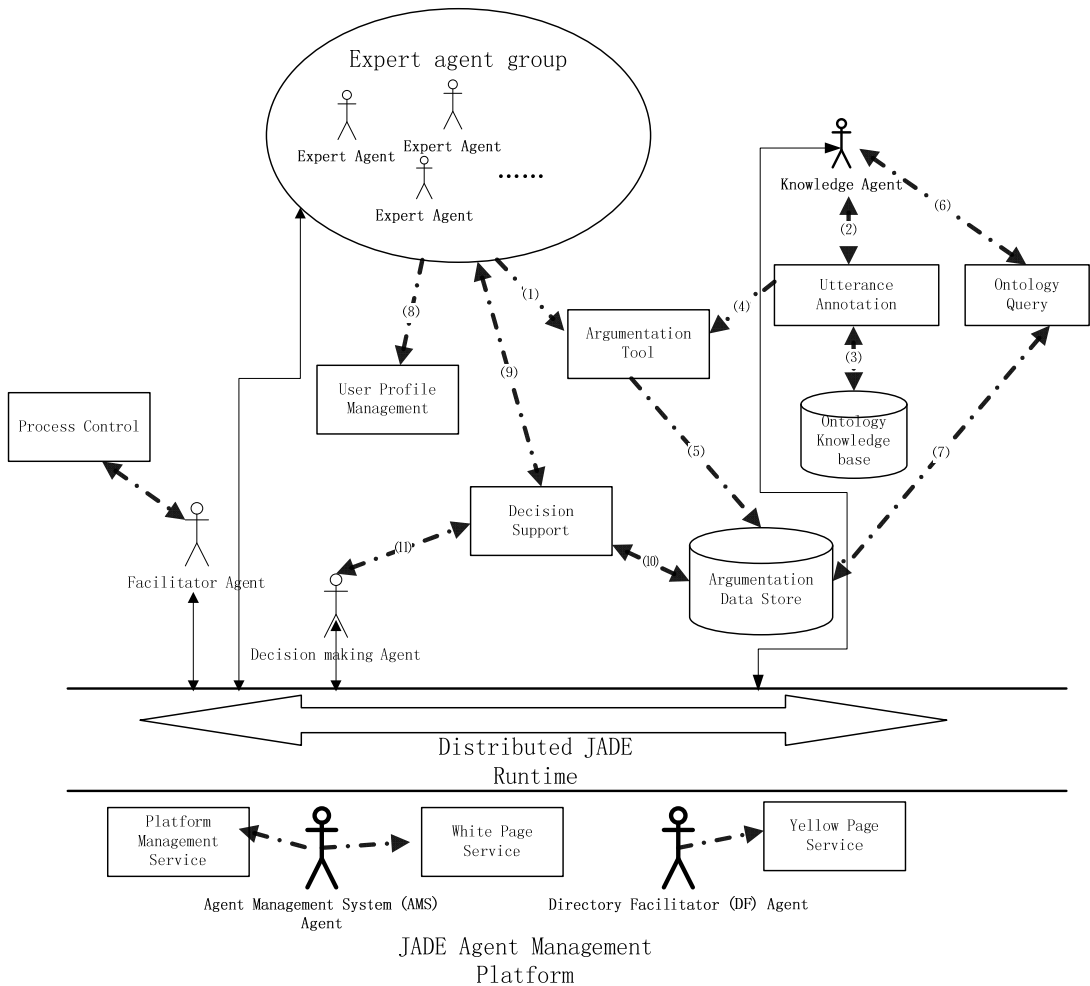 Expert agent group
Expert Agent
Expert Agent
Expert Agent
......
Knowledge Agent
(1)
(2)
(3)
(4)
(5)
(6)
(7)
(8)
(9)
(10)
(11)
Utterance
Annotation
Ontology
Query
Argumentation
Tool
User Profile
Management
Process Control
Ontology
Knowledge
base
Decision
Support
Argumentation
Data Store
Facilitator Agent
Decision making Agent
Distributed JADE
Runtime
Platform
Management
Service
White Page
Service
Yellow Page
Service
Agent Management System (AMS)
Agent
Directory Facilitator (DF) Agent
JADE Agent Management
Platform